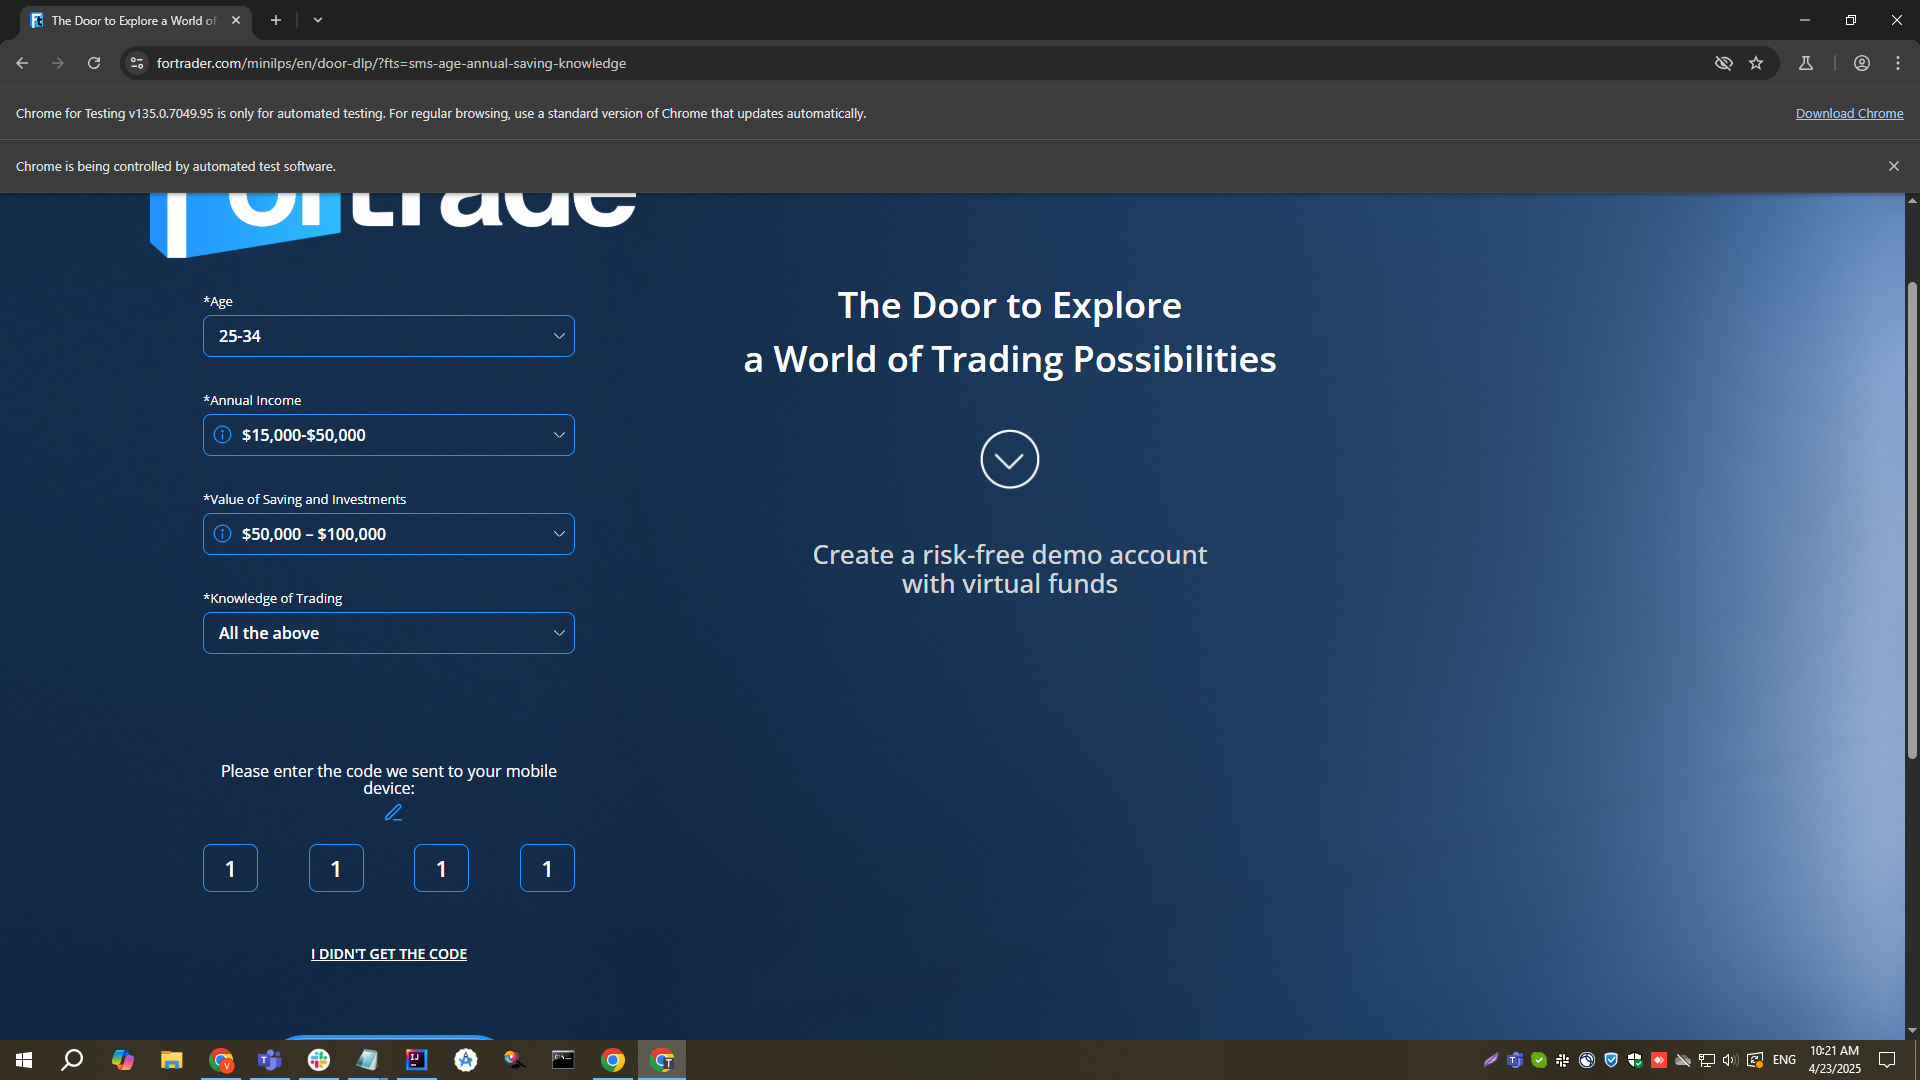 The Door to Explore a World of
fortrader.com/minilps/en/door-dlp/?fts=sms-age-annual-saving-knowledge
Chrome for Testing v135.0.7049.95 is only for automated testing. For regular browsing, use a standard version of Chrome that updates automatically.
Download Chrome
Chrome is being controlled by automated test software.
Fortrade
*Age
25-34
*Annual Income
$15,000-$50,000
*Value of Saving and Investments
$50,000 – $100,000
*Knowledge of Trading
All the above
Please enter the code we sent to your mobile
device:
1 1 1 1
I DIDN'T GET THE CODE
The Door to Explore
a World of Trading Possibilities
Create a risk-free demo account
with virtual funds
ENG
10:21 AM
4/23/2025